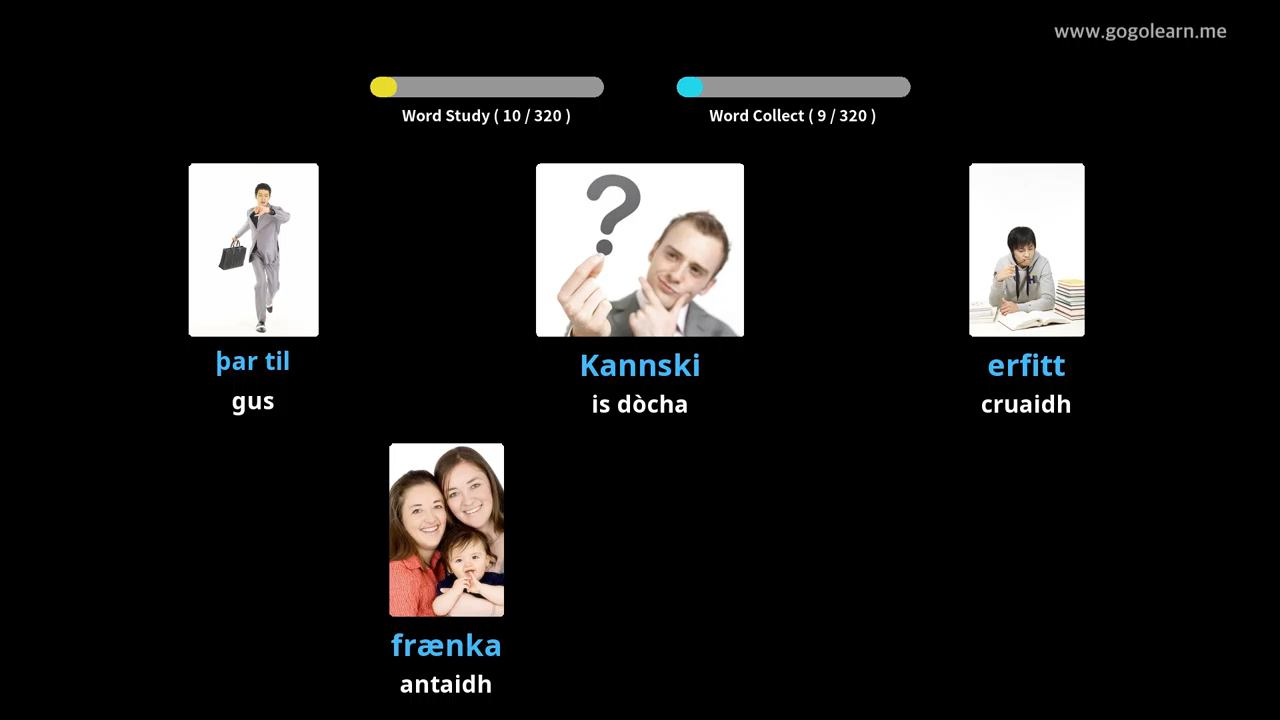 www.gogolearn.me
Word Study ( 10 / 320 )
Word Collect ( 9 / 320 )
þar til
gus
Kannski
is dòcha
erfitt
cruaidh
frænka
antaidh